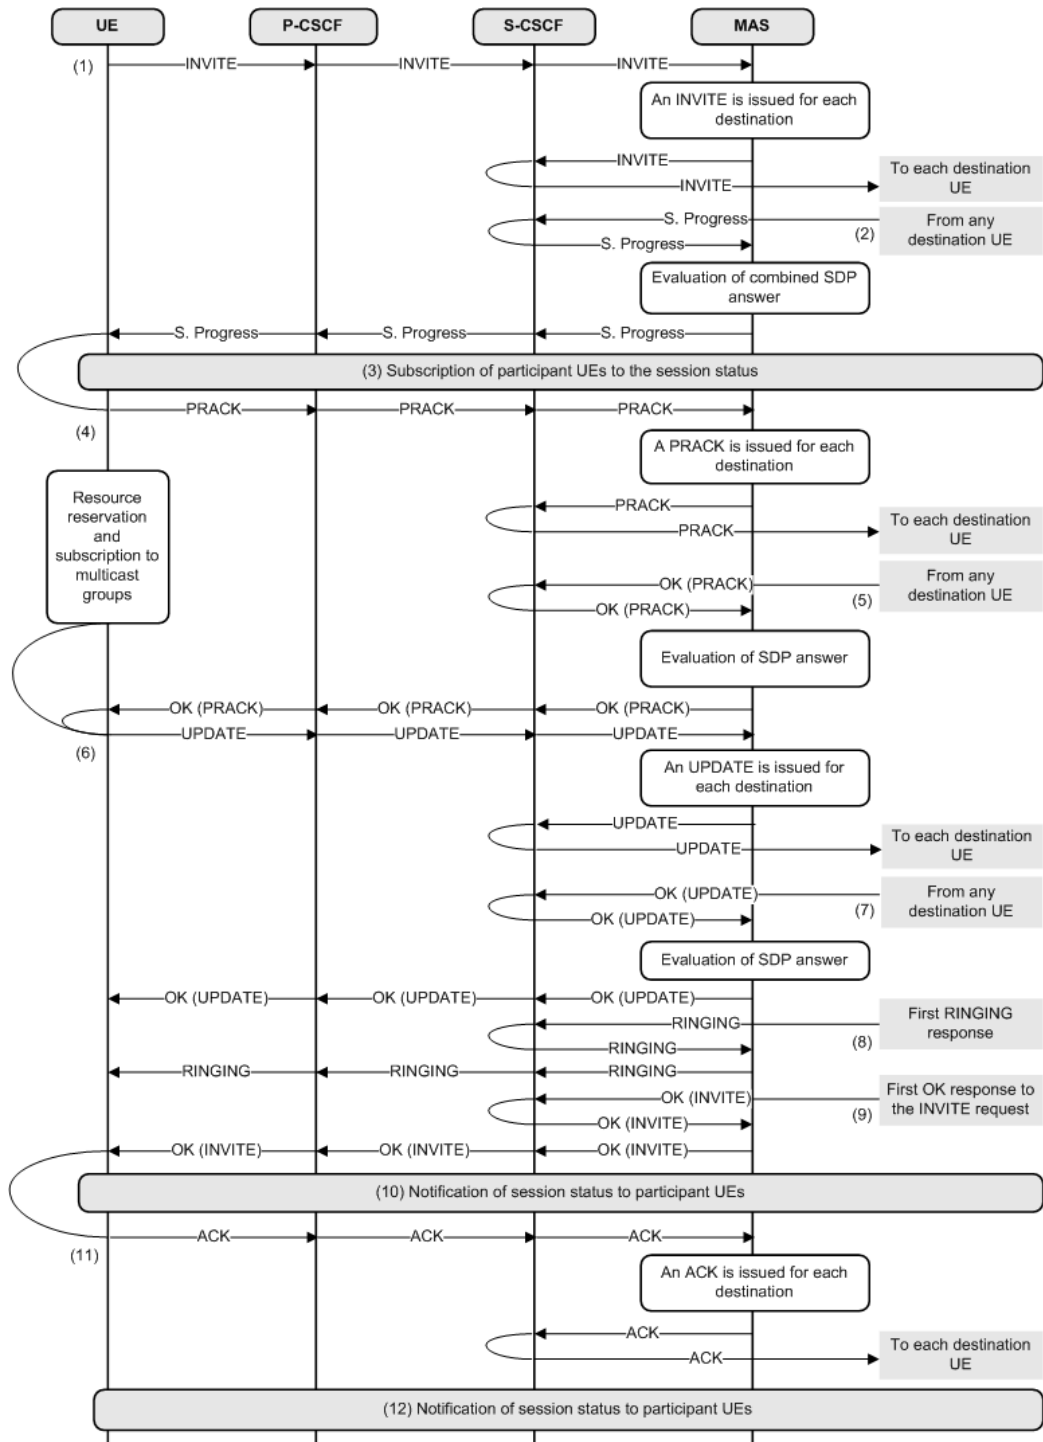 UE P-CSCF S-CSCF MAS
(1) INVITE INVITE INVITE
An INVITE is issued for each
destination
INVITE
INVITE
To each destination
UE
S. Progress
S. Progress
(2)
From any
destination UE
Evaluation of combined SDP
answer
S. Progress S. Progress S. Progress
(3) Subscription of participant UEs to the session status
PRACK PRACK PRACK
(4)
A PRACK is issued for each
destination
Resource
reservation
and
subscription to
multicast
groups
PRACK
PRACK
To each destination
UE
OK (PRACK)
OK (PRACK)
(5)
From any
destination UE
Evaluation of SDP answer
OK (PRACK) OK (PRACK) OK (PRACK)
UPDATE UPDATE UPDATE
(6)
An UPDATE is issued for
each destination
UPDATE
UPDATE
To each destination
UE
OK (UPDATE)
OK (UPDATE)
(7)
From any
destination UE
Evaluation of SDP answer
OK (UPDATE) OK (UPDATE) OK (UPDATE)
RINGING
RINGING
(8)
First RINGING
response
RINGING RINGING RINGING
OK (INVITE)
OK (INVITE)
(9)
First OK response to
the INVITE request
OK (INVITE) OK (INVITE) OK (INVITE)
(10) Notification of session status to participant UEs
ACK ACK ACK
(11)
An ACK is issued for each
destination
ACK
ACK
To each destination
UE
(12) Notification of session status to participant UEs